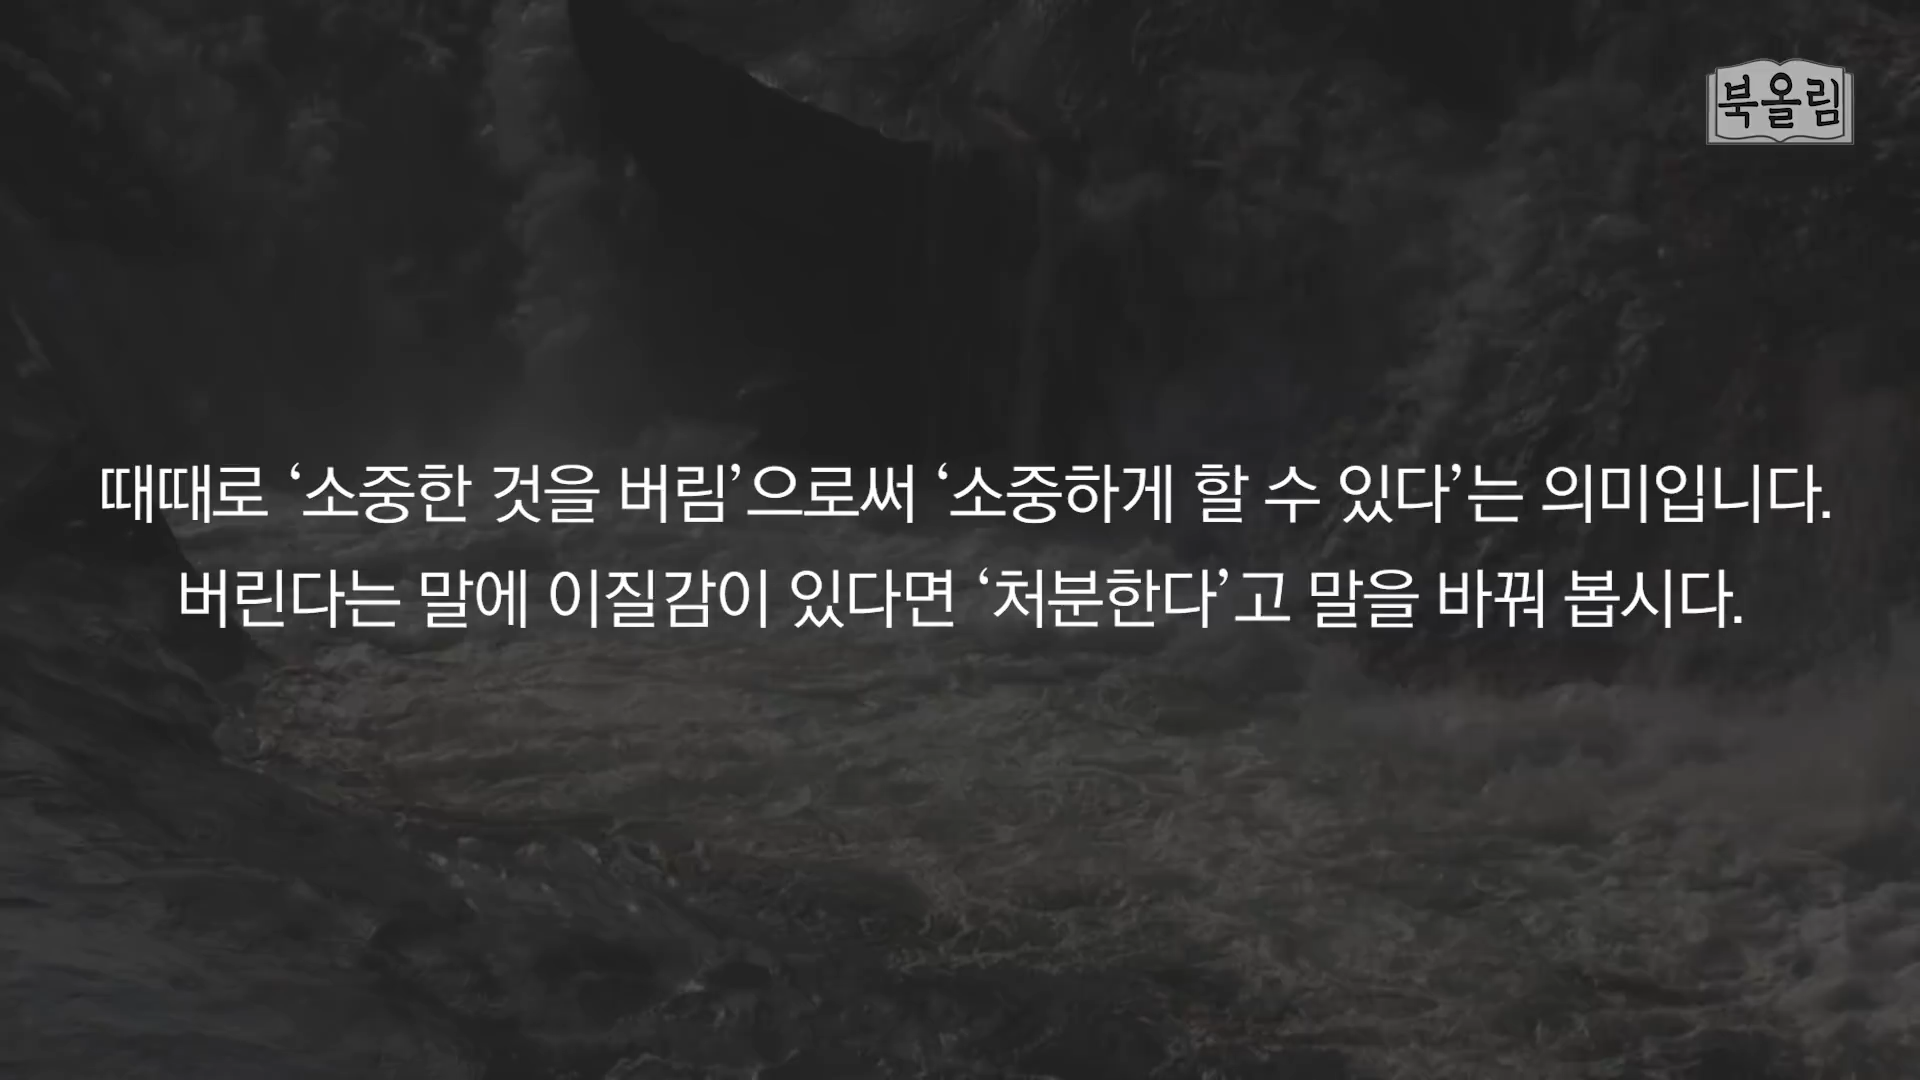 북올림
때때로 ‘소중한 것을 버림’으로써 ‘소중하게 할 수 있다’는 의미입니다.
버린다는 말에 이질감이 있다면 ‘처분한다’고 말을 바꿔 봅시다.